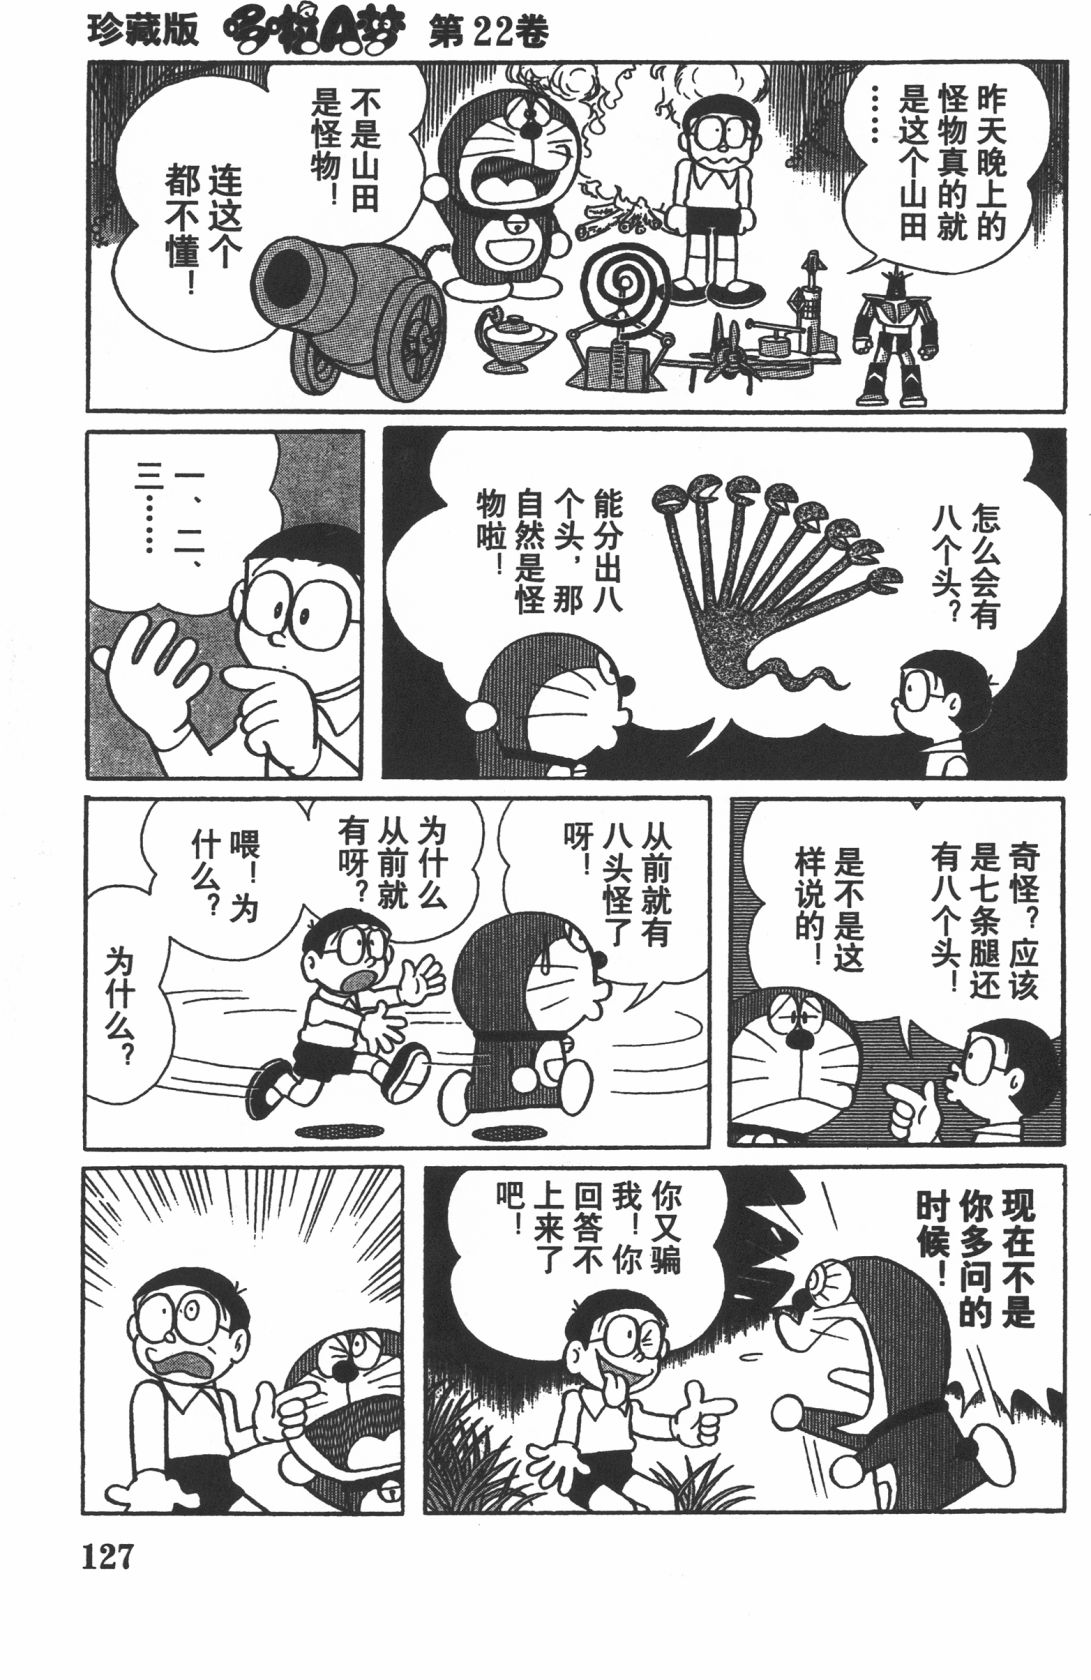 珍藏版 哆啦A梦 第22卷
昨天晚上的
怪物真的就
是这个山田
……
不是山田
是怪物！
连这个
都不懂！
怎么会有
八个头？
能分出八
个头，那
自然是怪
物啦！
一、二、
三……
奇怪？应该
是七条腿还
有八个头！
是不是这
样说的！
从前就有
八头怪了
呀！
为什么
从前就
有呀？
喂！为
什么？
为什么？
现在不是
你多问的
时候！
你又骗
我！你
回答不
上来了
吧！
127